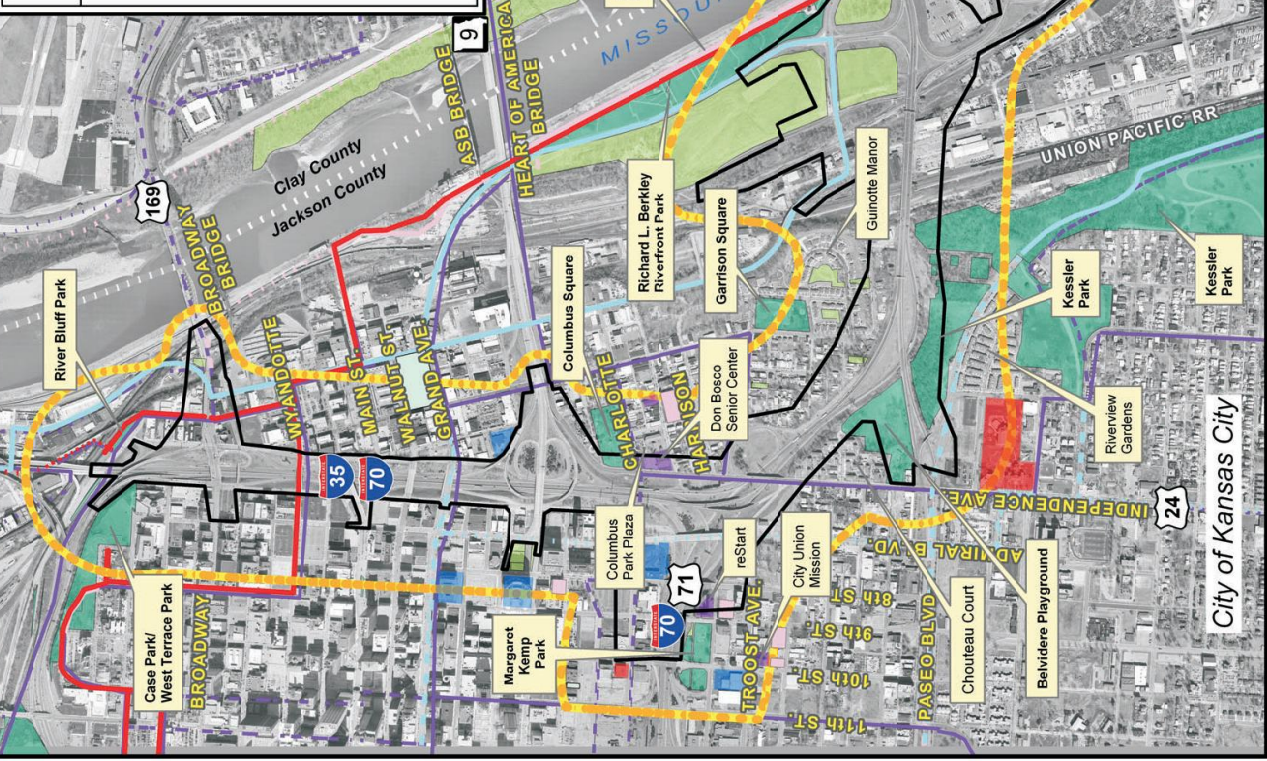 9
MISSOU
HEART OF AMERICA
BRIDGE
ASB BRIDGE
169
Clay County
Jackson County
BROADWAY
BRIDGE
River Bluff Park
WYANDOTTE
MAIN ST.
WALNUT ST.
GRAND AVE.
Columbus Square
Richard L. Berkley
Riverfront Park
Garrison Square
Guinotte Manor
UNION PACIFIC RR
Kessler
Park
Kessler
Park
CHARLOTTE
HARRISON
Don Bosco
Senior Center
Riverview
Gardens
INTERSTATE
35
INTERSTATE
70
INDEPENDENCE AVE.
24
ADMIRAL BLVD.
Columbus
Park Plaza
reStart
City Union
Mission
71
INTERSTATE
70
Case Park/
West Terrace Park
BROADWAY
Margaret
Kemp
Park
TROOST AVE.
8th ST.
9th ST.
10th ST.
11th ST.
PASEO BLVD
Chouteau Court
Belvidere Playground
City of Kansas City